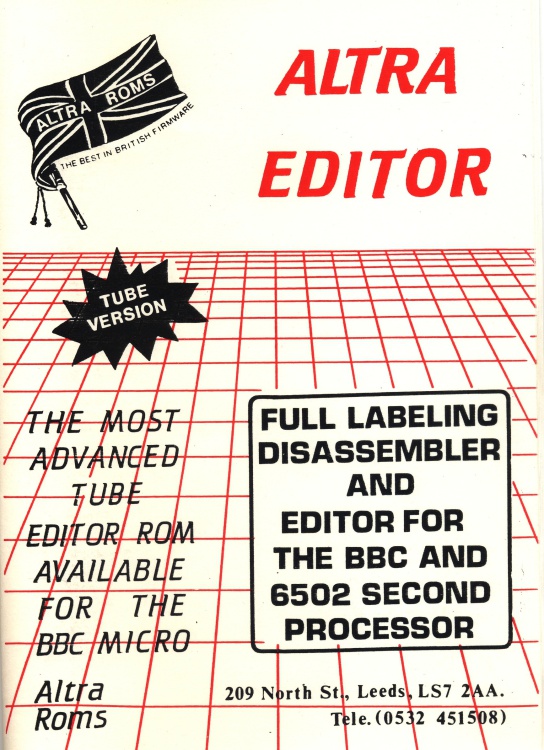 ALTRA ROMS
THE BEST IN BRITISH FIRMWARE
ALTRA
EDITOR
TUBE
VERSION
THE MOST
ADVANCED
TUBE
EDITOR ROM
AVAILABLE
FOR THE
BBC MICRO
FULL LABELING
DISASSEMBLER
AND
EDITOR FOR
THE BBC AND
6502 SECOND
PROCESSOR
Altra
Roms
209 North St., Leeds, LS7 2AA.
Tele. (0532 451508)